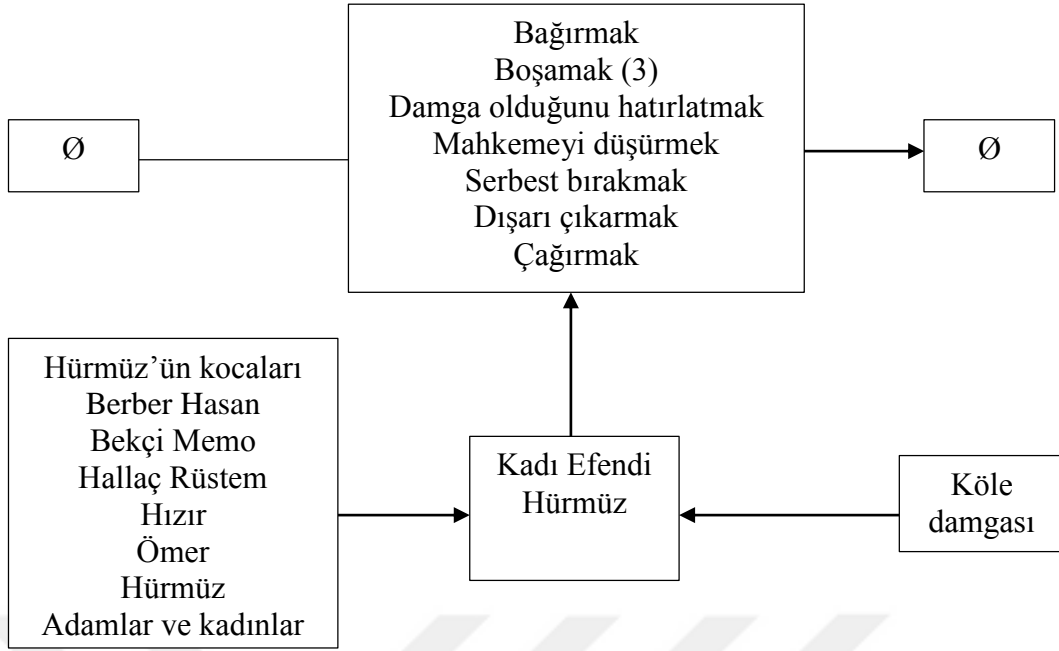 Ø
Bağırmak
Boşamak (3)
Damga olduğunu hatırlatmak
Mahkemeyi düşürmek
Serbest bırakmak
Dışarı çıkarmak
Çağırmak
Ø
Hürmüz’ün kocaları
Berber Hasan
Bekçi Memo
Hallaç Rüstem
Hızır
Ömer
Hürmüz
Adamlar ve kadınlar
Kadı Efendi
Hürmüz
Köle
damgası